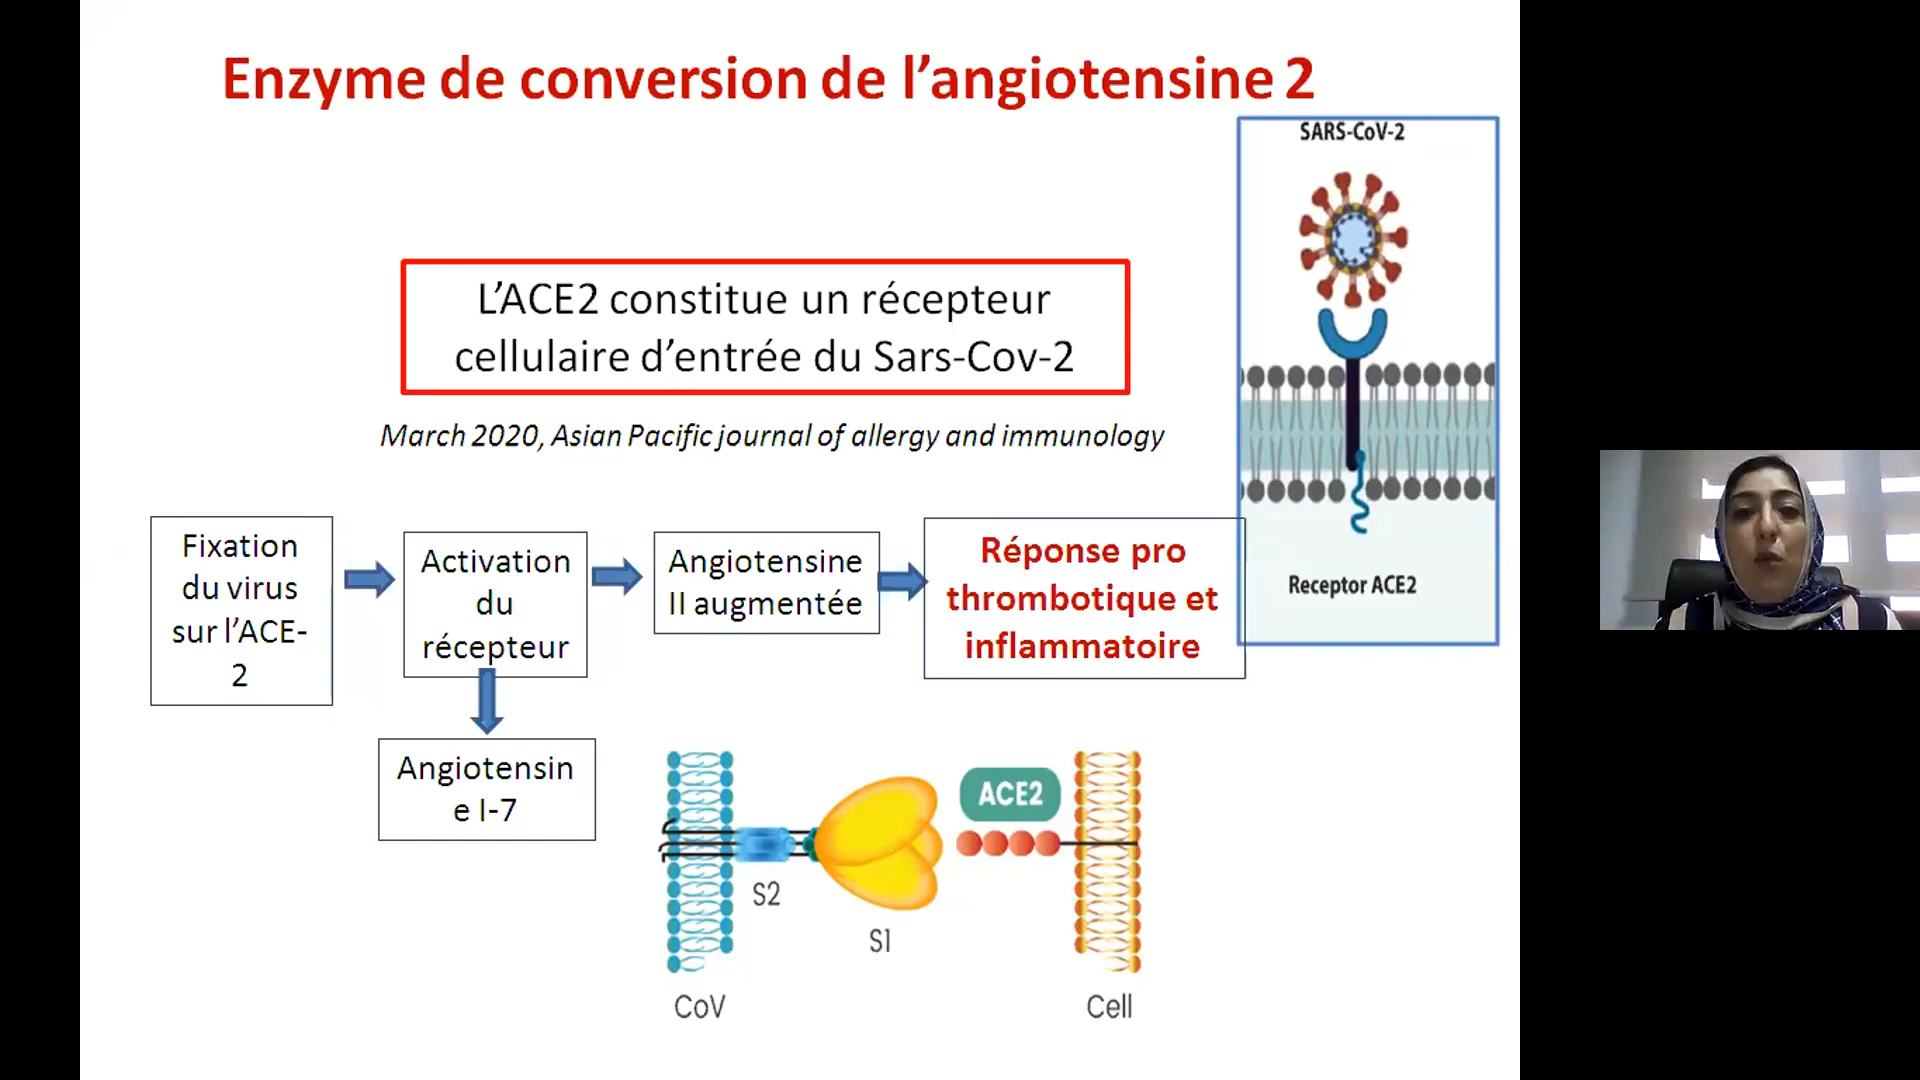 Enzyme de conversion de l’angiotensine 2
SARS-CoV-2
L’ACE2 constitue un récepteur
cellulaire d’entrée du Sars-Cov-2
March 2020, Asian Pacific journal of allergy and immunology
Receptor ACE2
Fixation
du virus
sur l’ACE-
2
Activation
du
récepteur
Angiotensine
II augmentée
Réponse pro
thrombotique et
inflammatoire
Angiotensin
e I-7
ACE2
S2
S1
CoV
Cell